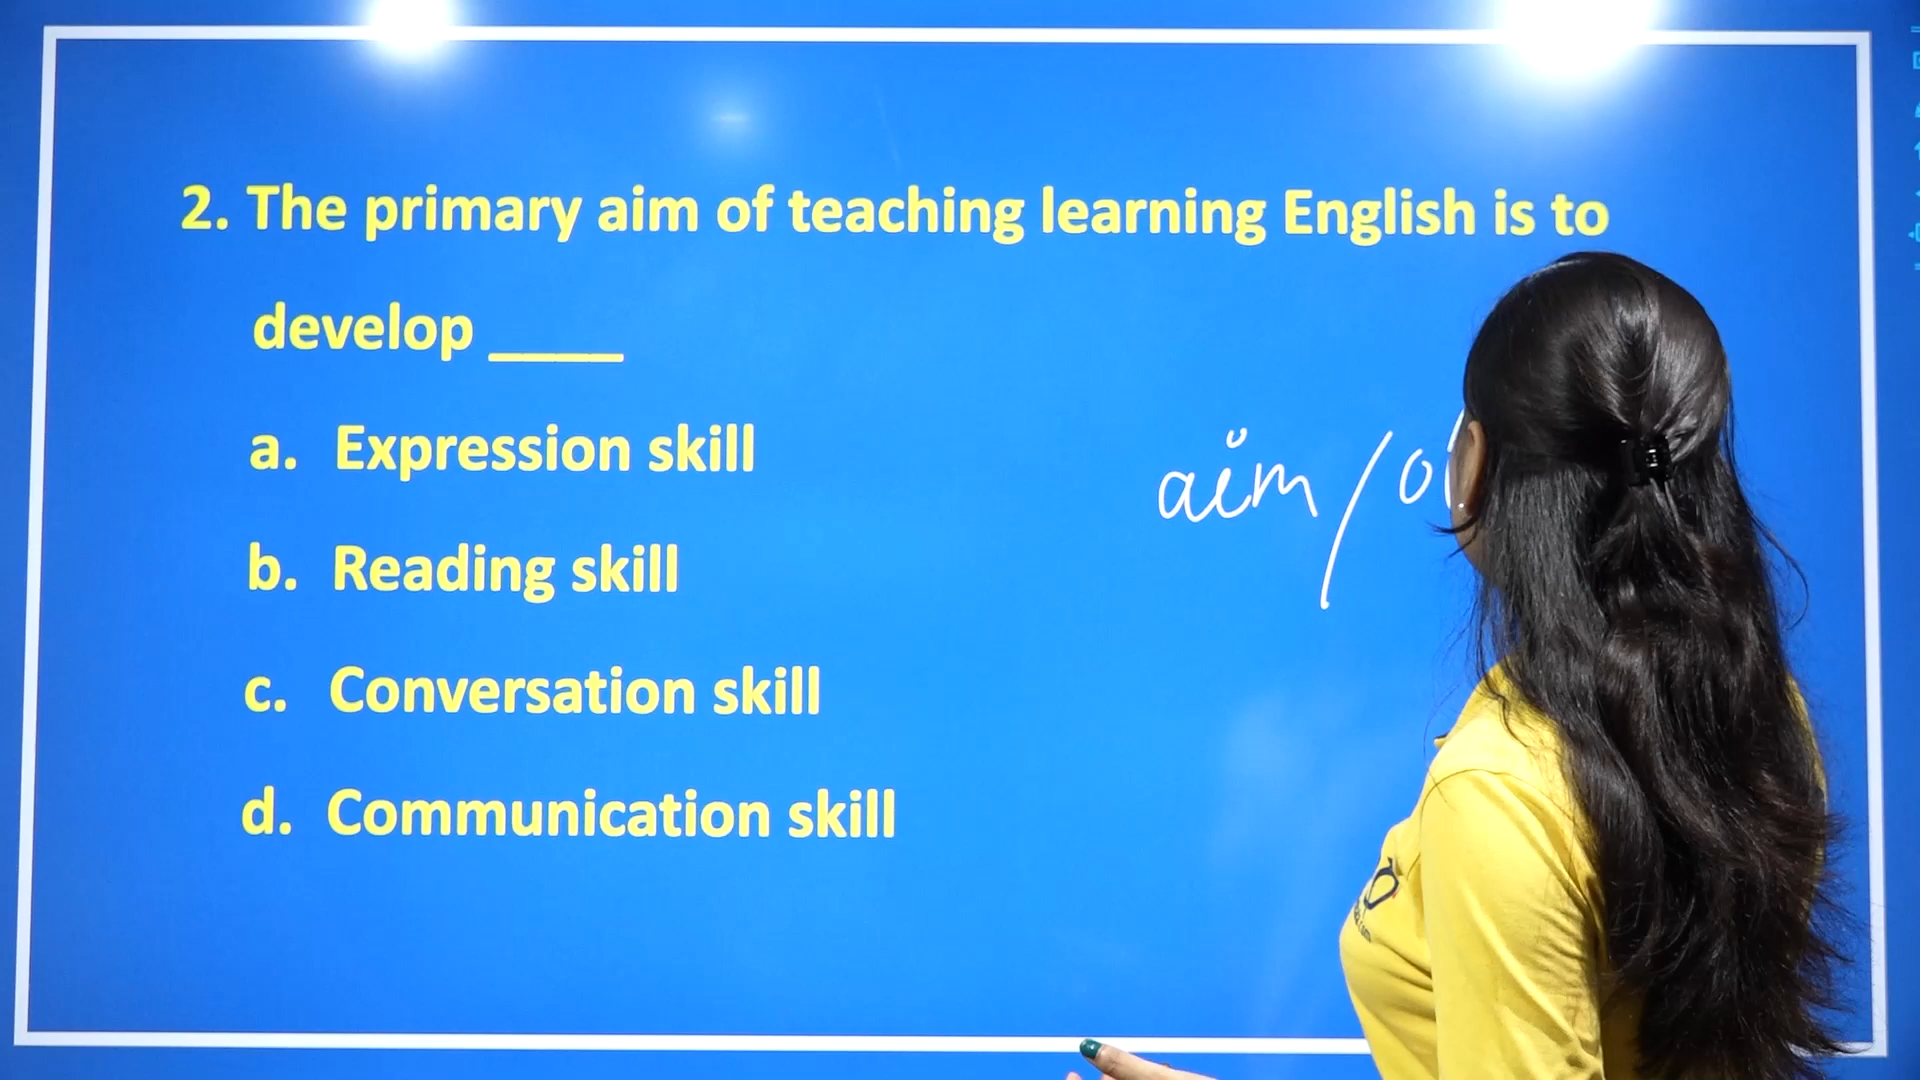 2. The primary aim of teaching learning English is to
develop ____
a. Expression skill
b. Reading skill
c. Conversation skill
d. Communication skill
aim /